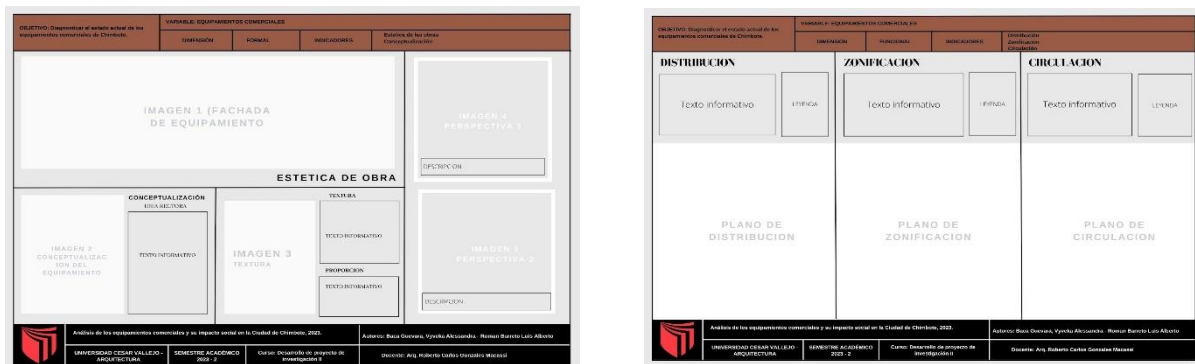 OBJETIVO: Diagnosticar el estado actual de los
equipamientos comerciales de Chimbote.
VARIABLE: EQUIPAMIENTOS COMERCIALES
DIMENSIÓN
FORMAL
INDICADORES
Estetica de las obras
Conceptualización
IMAGEN 1 (FACHADA
DE EQUIPAMIENTO
ESTETICA DE OBRA
IMAGEN 4
PERSPECTIVA 1
DESCRIPCION:
CONCEPTUALIZACIÓN
IDEA RECTORA
IMAGEN 2
CONCEPTUALIZAC
ION DEL
EQUIPAMIENTO
TEXTO INFORMATIVO
IMAGEN 3
TEXTURA
TEXTURA
TEXTO INFORMATIVO
PROPORCION
TEXTO INFORMATIVO
PERSPECTIVA 2
DESCRIPCION:
Análisis de los equipamientos comerciales y su impacto social en la Ciudad de Chimbote, 2023.
Autores: Baca Guevara, Vyvelka Alessandra - Roman Barreto Luis Alberto
UNIVERSIDAD CESAR VALLEJO -
ARQUITECTURA
SEMESTRE ACADÉMICO
2023 - 2
Curso: Desarrollo de proyecto de
investigación II
Docente: Arq. Roberto Carlos Gonzales Macassi
OBJETIVO: Diagnosticar el estado actual de los
equipamientos comerciales de Chimbote.
VARIABLE: EQUIPAMIENTOS COMERCIALES
DIMENSIÓN
FUNCIONAL
INDICADORES
Distribución
Zonificación
Circulación
DISTRIBUCION
Texto informativo
LEYENDA
ZONIFICACION
Texto informativo
LEYENDA
CIRCULACION
Texto informativo
LEYENDA
PLANO DE
DISTRIBUCION
PLANO DE
ZONIFICACION
PLANO DE
CIRCULACION
Análisis de los equipamientos comerciales y su impacto social en la Ciudad de Chimbote, 2023.
Autores: Baca Guevara, Vyvelka Alessandra - Roman Barreto Luis Alberto
UNIVERSIDAD CESAR VALLEJO
ARQUITECTURA
SEMESTRE ACADÉMICO
2023 - 2
Curso: Desarrollo de proyecto de
investigación II
Docente: Arq. Roberto Carlos Gonzales Macassi